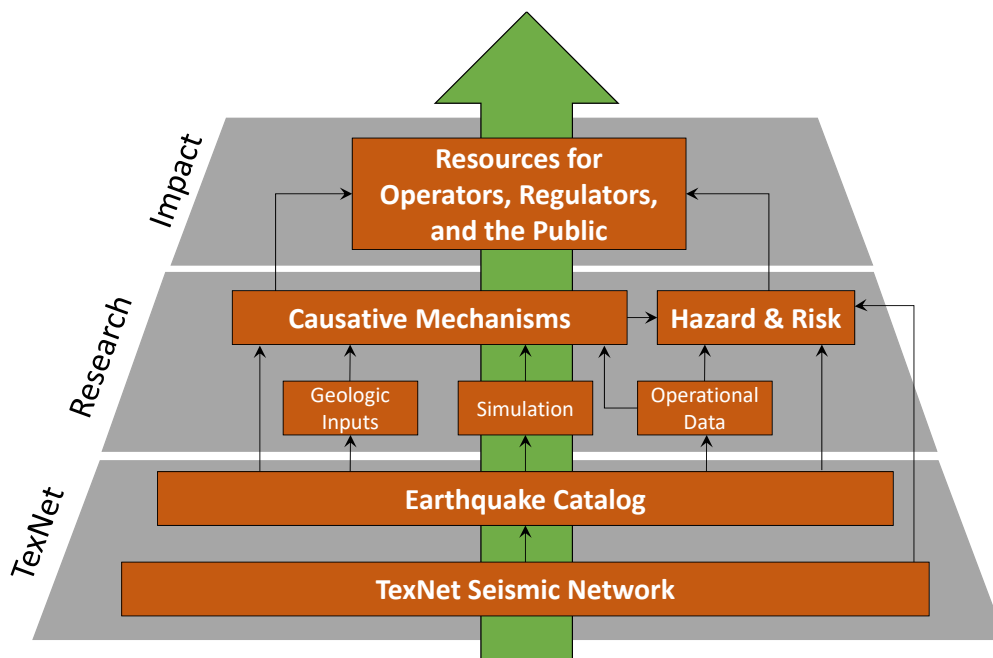 Impact
Resources for
Operators, Regulators,
and the Public
Research
Causative Mechanisms
Hazard & Risk
Geologic
Inputs
Simulation
Operational
Data
TexNet
Earthquake Catalog
TexNet Seismic Network